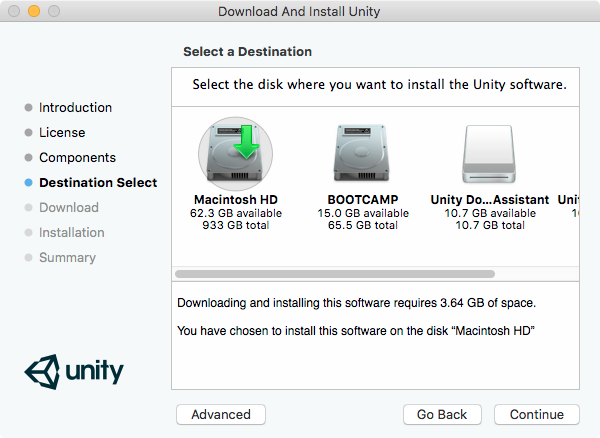 Download And Install Unity
Select a Destination
Select the disk where you want to install the Unity software.
Introduction
License
Components
Destination Select
Download
Installation
Summary
Macintosh HD
62.3 GB available
933 GB total
BOOTCAMP
15.0 GB available
65.5 GB total
Unity Do...Assistant
10.7 GB available
10.7 GB total
Downloading and installing this software requires 3.64 GB of space.
You have chosen to install this software on the disk “Macintosh HD”
unity
Advanced
Go Back
Continue